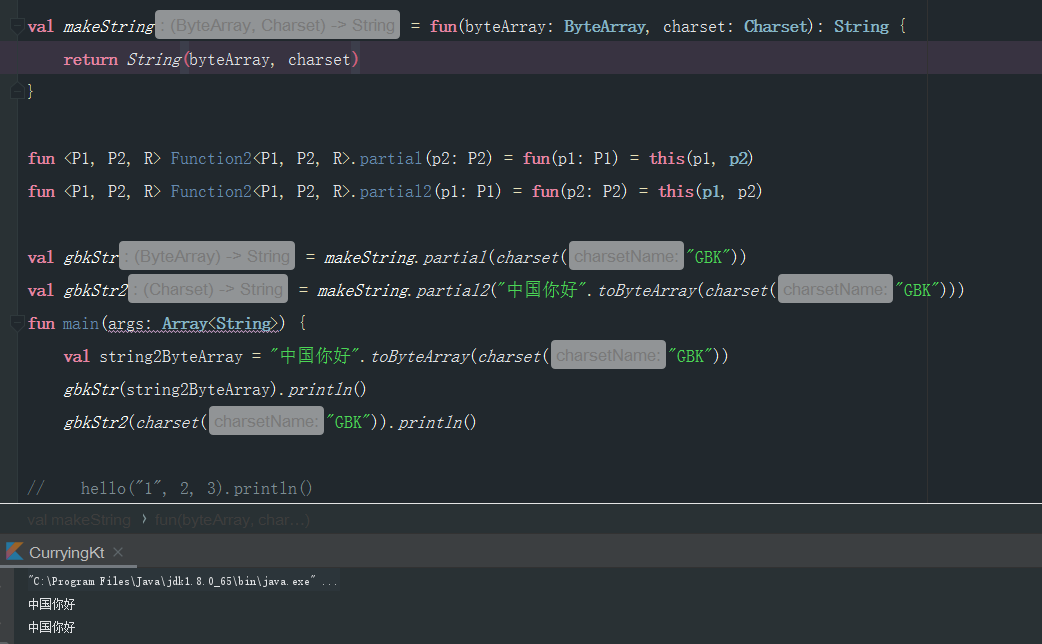 val makeString: (ByteArray, Charset) -> String = fun(byteArray: ByteArray, charset: Charset): String {
return String(byteArray, charset)
}
fun <P1, P2, R> Function2<P1, P2, R>.partial(p2: P2) = fun(p1: P1) = this(p1, p2)
fun <P1, P2, R> Function2<P1, P2, R>.partial2(p1: P1) = fun(p2: P2) = this(p1, p2)
val gbkStr: (ByteArray) -> String = makeString.partial(charset(charsetName: "GBK"))
val gbkStr2: (Charset) -> String = makeString.partial2("中国你好".toByteArray(charset(charsetName: "GBK")))
fun main(args: Array<String>) {
val string2ByteArray = "中国你好".toByteArray(charset(charsetName: "GBK"))
gbkStr(string2ByteArray).println()
gbkStr2(charset(charsetName: "GBK")).println()
// hello("1", 2, 3).println()
val makeString › fun(byteArray, char...)
CurryingKt ×
"C:\Program Files\Java\jdk1.8.0_65\bin\java.exe" ...
中国你好
中国你好